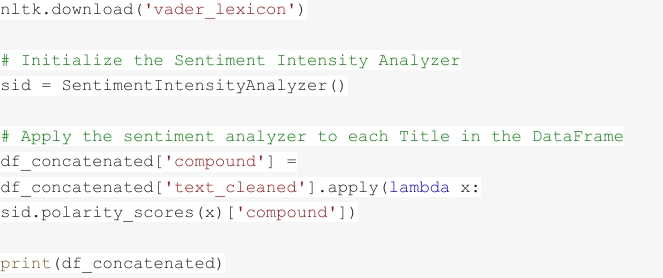 nltk.download('vader_lexicon')
# Initialize the Sentiment Intensity Analyzer
sid = SentimentIntensityAnalyzer()
# Apply the sentiment analyzer to each Title in the DataFrame
df_concatenated['compound'] =
df_concatenated['text_cleaned'].apply(lambda x:
sid.polarity_scores(x)['compound'])
print(df_concatenated)